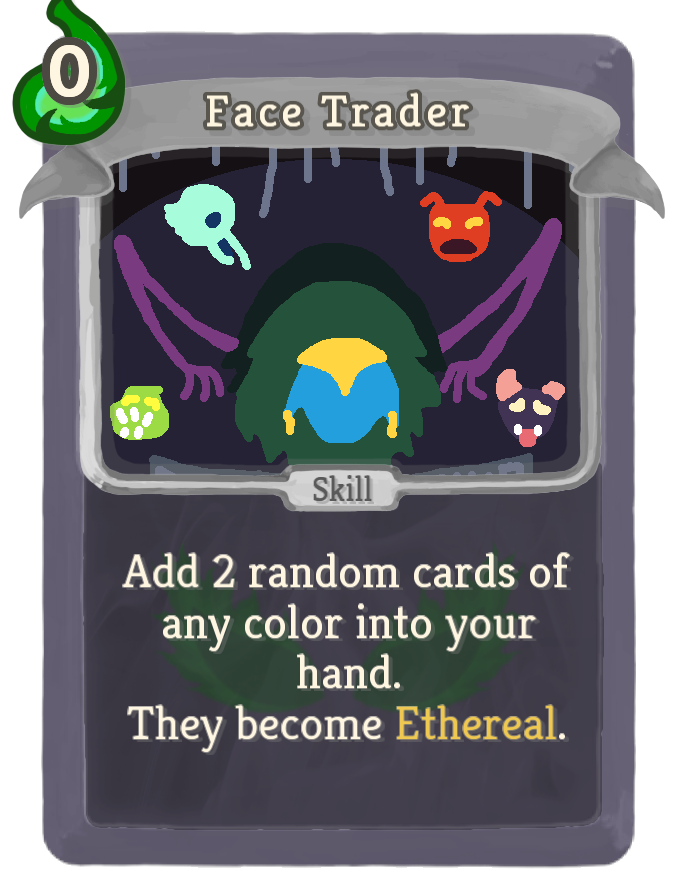 0
Face Trader
Skill
Add 2 random cards of
any color into your
hand.
They become Ethereal.